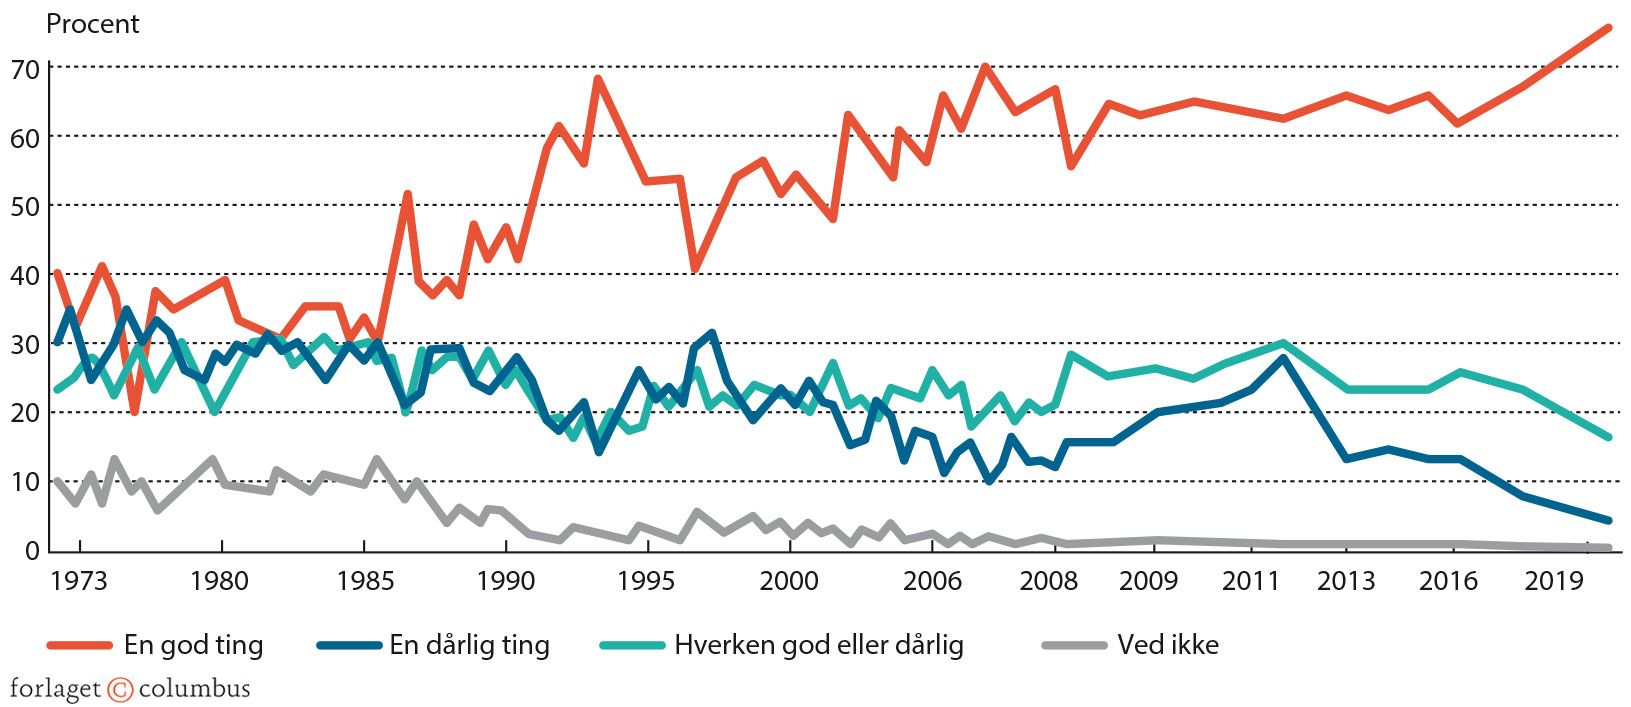 Procent
70
60
50
40
30
20
10
0
1973 1980 1985 1990 1995 2000 2006 2008 2009 2011 2013 2016 2019
En god ting En dårlig ting Hverken god eller dårlig Ved ikke
forlaget © columbus